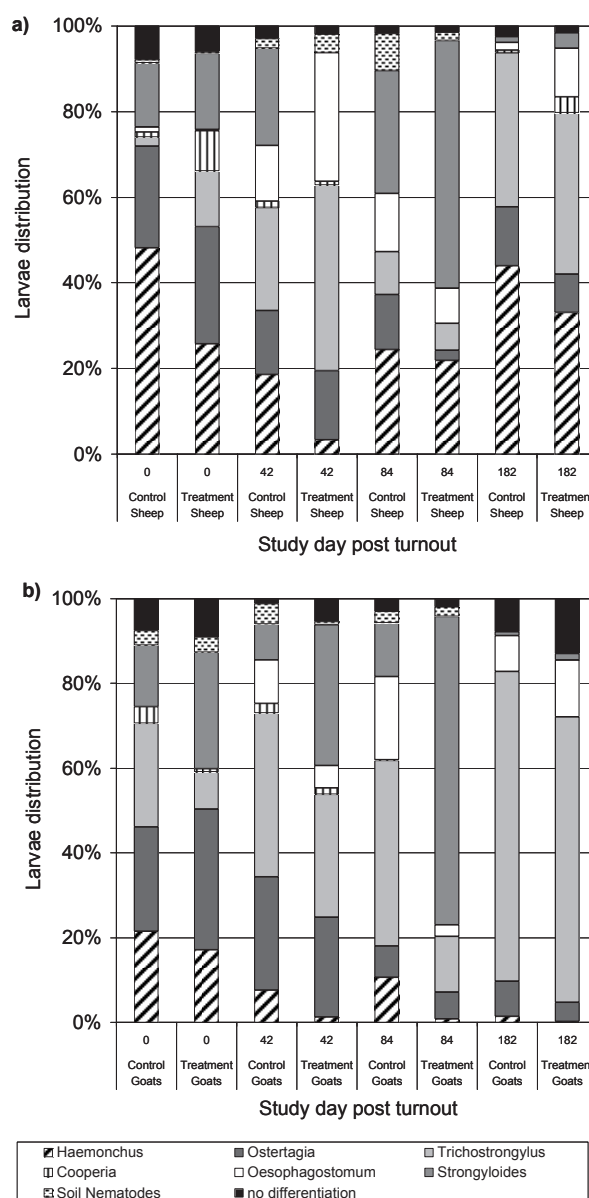 a)
100%
80%
60%
40%
20%
0%
Larvae distribution
0 0 42 42 84 84 182 182
Control Treatment Control Treatment Control Treatment Control Treatment
Sheep Sheep Sheep Sheep Sheep Sheep Sheep Sheep
Study day post turnout
b)
100%
80%
60%
40%
20%
0%
Larvae distribution
0 0 42 42 84 84 182 182
Control Treatment Control Treatment Control Treatment Control Treatment
Goats Goats Goats Goats Goats Goats Goats Goats
Study day post turnout
Haemonchus Ostertagia Trichostrongylus
Cooperia Oesophagostomum Strongyloides
Soil Nematodes no differentiation